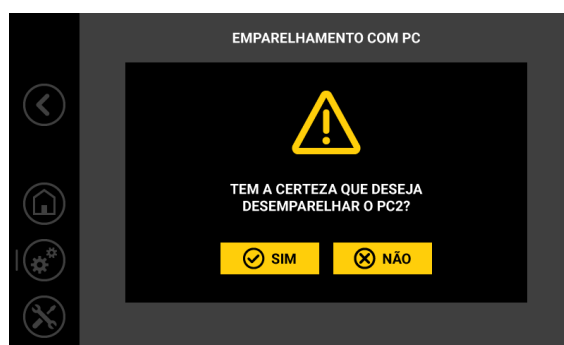 EMPARELHAMENTO COM PC
TEM A CERTEZA QUE DESEJA
DESEMPARELHAR O PC2?
SIM
NÃO